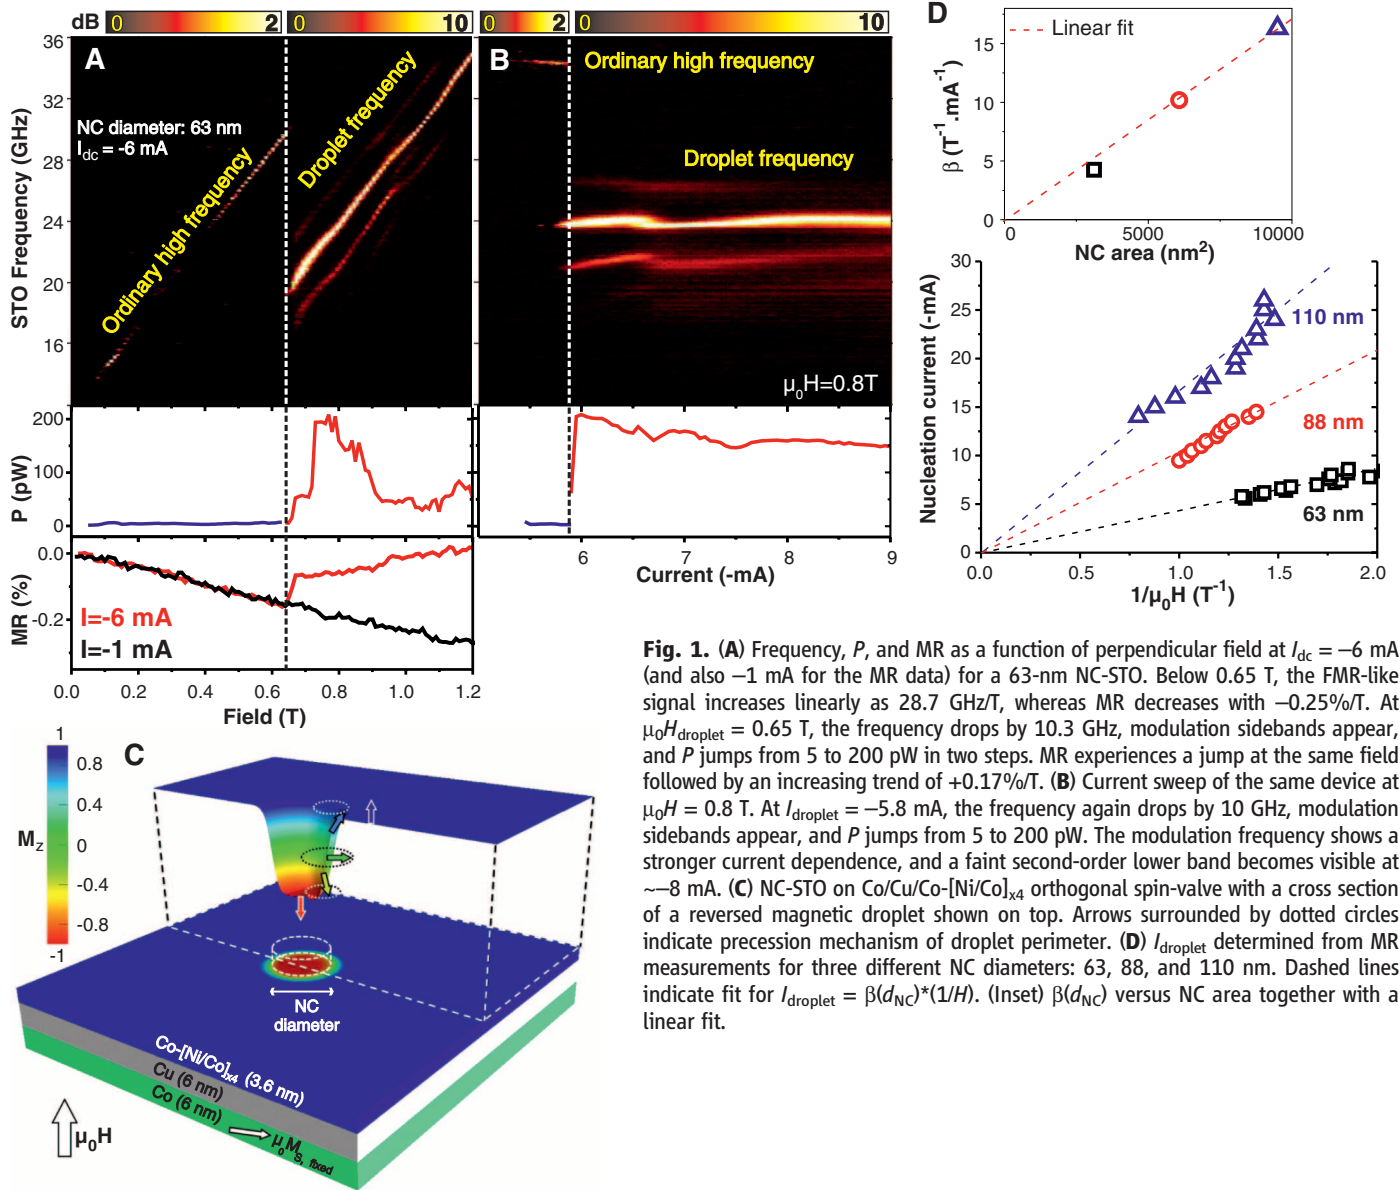 dB 0 2 0 10 0 2 0 10
A
B
D
36
32
28
24
20
16
STO Frequency (GHz)
NC diameter: 63 nm
Idc = -6 mA
Ordinary high frequency
Droplet frequency
Ordinary high frequency
Droplet frequency
μ0H=0.8T
200
100
0
P (pW)
0.0
-0.2
MR (%)
I=-6 mA
I=-1 mA
0.0 0.2 0.4 0.6 0.8 1.0 1.2
Field (T)
6 7 8 9
Current (-mA)
Linear fit
15
10
5
0
β (T-1.mA-1)
0 5000 10000
NC area (nm2)
30
25
20
15
10
5
0
Nucleation current (-mA)
110 nm
88 nm
63 nm
0.0 0.5 1.0 1.5 2.0
1/μ0H (T-1)
C
1
0.8
0.4
0
-0.4
-0.8
-1
Mz
NC
diameter
Co-[Ni/Co]x4 (3.6 nm)
Cu (6 nm)
Co (6 nm)
μ0MS, fixed
μ0H
Fig. 1. (A) Frequency, P, and MR as a function of perpendicular field at Idc = −6 mA
(and also −1 mA for the MR data) for a 63-nm NC-STO. Below 0.65 T, the FMR-like
signal increases linearly as 28.7 GHz/T, whereas MR decreases with −0.25%/T. At
μ0Hdroplet = 0.65 T, the frequency drops by 10.3 GHz, modulation sidebands appear,
and P jumps from 5 to 200 pW in two steps. MR experiences a jump at the same field
followed by an increasing trend of +0.17%/T. (B) Current sweep of the same device at
μ0H = 0.8 T. At Idroplet = −5.8 mA, the frequency again drops by 10 GHz, modulation
sidebands appear, and P jumps from 5 to 200 pW. The modulation frequency shows a
stronger current dependence, and a faint second-order lower band becomes visible at
~−8 mA. (C) NC-STO on Co/Cu/Co-[Ni/Co]x4 orthogonal spin-valve with a cross section
of a reversed magnetic droplet shown on top. Arrows surrounded by dotted circles
indicate precession mechanism of droplet perimeter. (D) Idroplet determined from MR
measurements for three different NC diameters: 63, 88, and 110 nm. Dashed lines
indicate fit for Idroplet = β(dNC)*(1/H). (Inset) β(dNC) versus NC area together with a
linear fit.